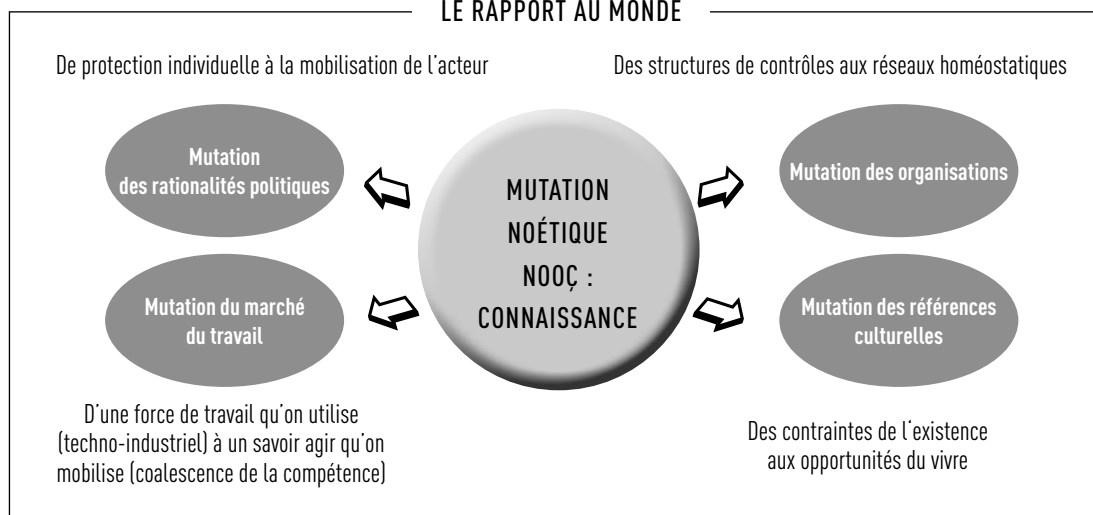 LE RAPPORT AU MONDE
De protection individuelle à la mobilisation de l'acteur
Des structures de contrôles aux réseaux homéostatiques
Mutation
des rationalités politiques
Mutation des organisations
MUTATION
NOÉTIQUE
NOOÇ :
CONNAISSANCE
Mutation du marché
du travail
Mutation des références
culturelles
D'une force de travail qu'on utilise
(techno-industriel) à un savoir agir qu'on
mobilise (coalescence de la compétence)
Des contraintes de l'existence
aux opportunités du vivre